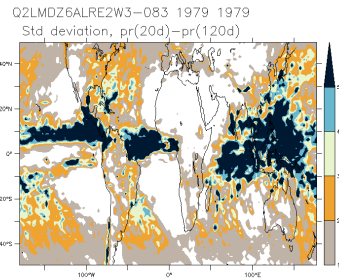 Q2LMDZ6ALRE2W3-083 1979 1979
Std deviation, pr(20d)-pr(120d)
40°N
20°N
0°
20°S
40°S
100°W
0°
100°E
5
4
3
2
1